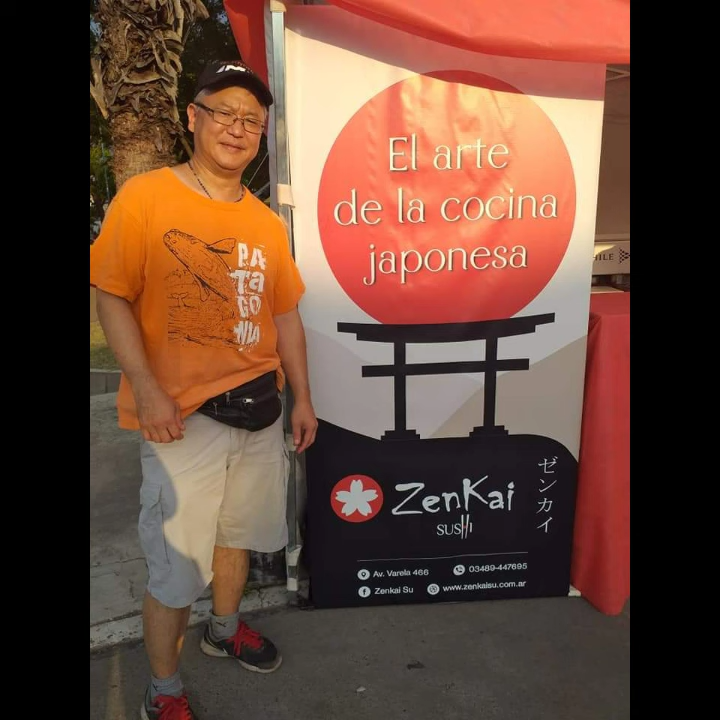 El arte
de la cocina
japonesa
PA
TA
GO
NIA
ZenKai
SUSHI
ゼンカイ
Av. Varela 466
03489-447695
Zenkai Su
www.zenkaisu.com.ar